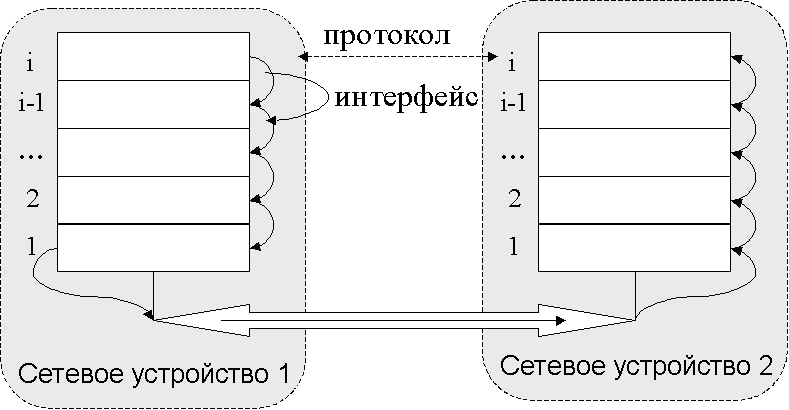 протокол
интерфейс
i
i-1
...
2
1
Сетевое устройство 1
i
i-1
...
2
1
Сетевое устройство 2